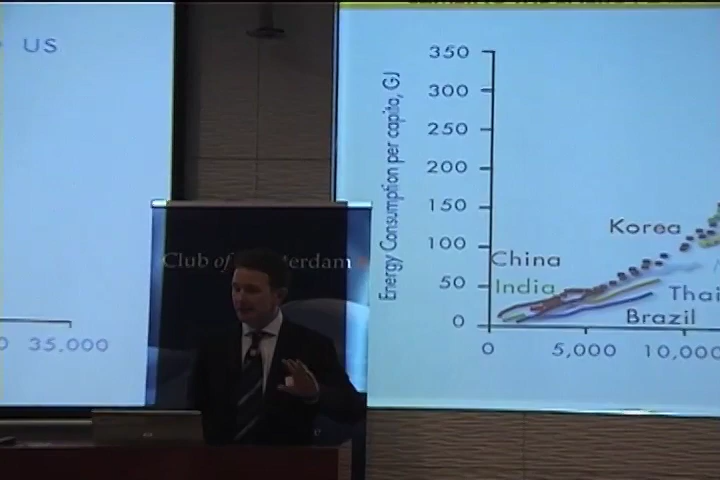 US
35,000
Energy Consumption per capita, GJ
350
300
250
200
150
100
50
0
Korea
China
India
Thai
Brazil
0
5,000
10,000
Club of
erdam